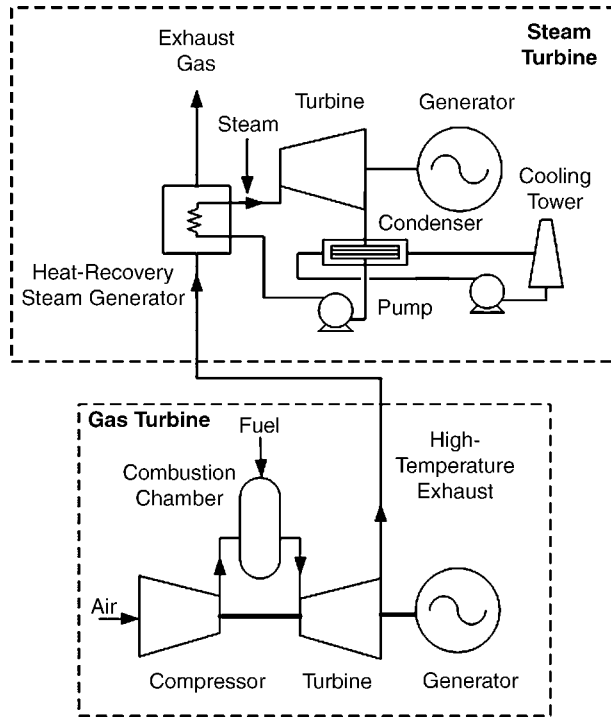 Steam
Turbine
Exhaust
Gas
Turbine
Generator
Steam
Cooling
Tower
Condenser
Heat-Recovery
Steam Generator
Pump
Gas Turbine
Fuel
High-
Temperature
Exhaust
Combustion
Chamber
Air
Compressor
Turbine
Generator